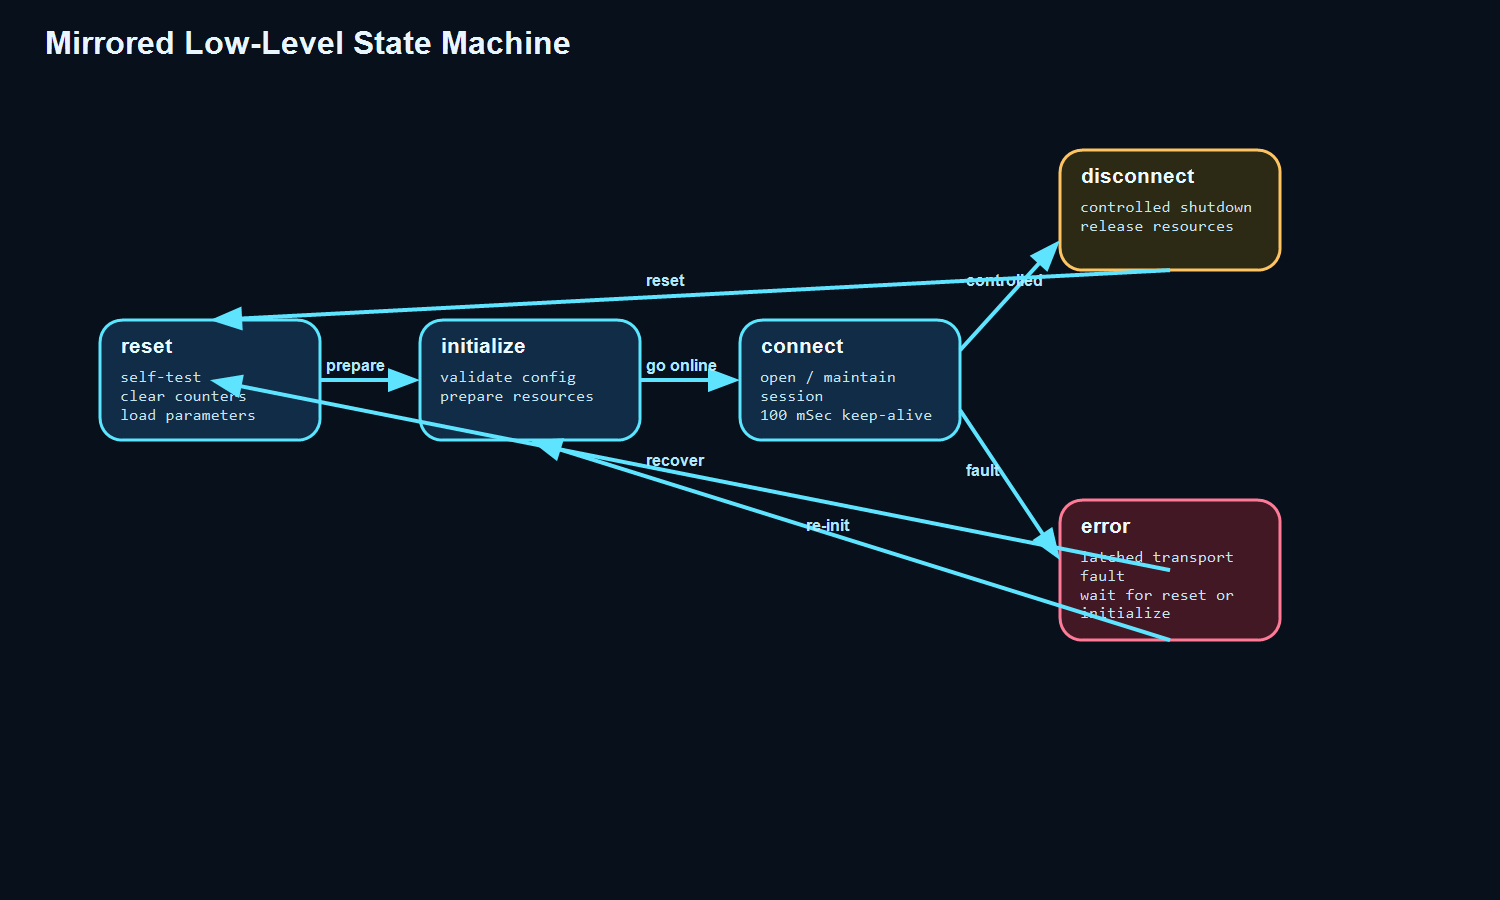 Mirrored Low-Level State Machine
disconnect
controlled shutdown
release resources
reset
controlled
reset
self-test
clear counters
load parameters
prepare
initialize
validate config
prepare resources
go online
connect
open / maintain
session
100 mSec keep-alive
recover
fault
re-init
error
latched transport
fault
wait for reset or
initialize